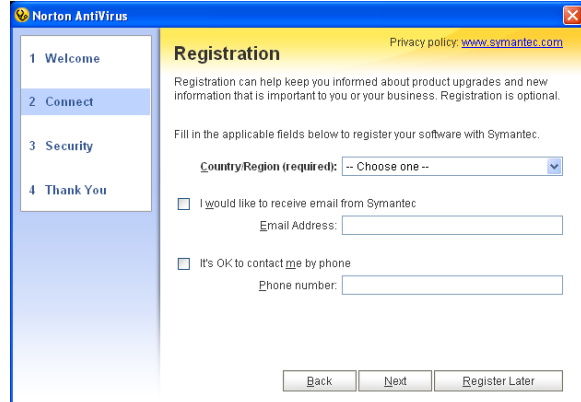 Norton AntiVirus
1 Welcome
2 Connect
3 Security
4 Thank You
Registration
Privacy policy: www.symantec.com
Registration can help keep you informed about product upgrades and new
information that is important to you or your business. Registration is optional.
Fill in the applicable fields below to register your software with Symantec.
Country/Region (required): -- Choose one --
I would like to receive email from Symantec
Email Address:
It's OK to contact me by phone
Phone number:
Back Next Register Later